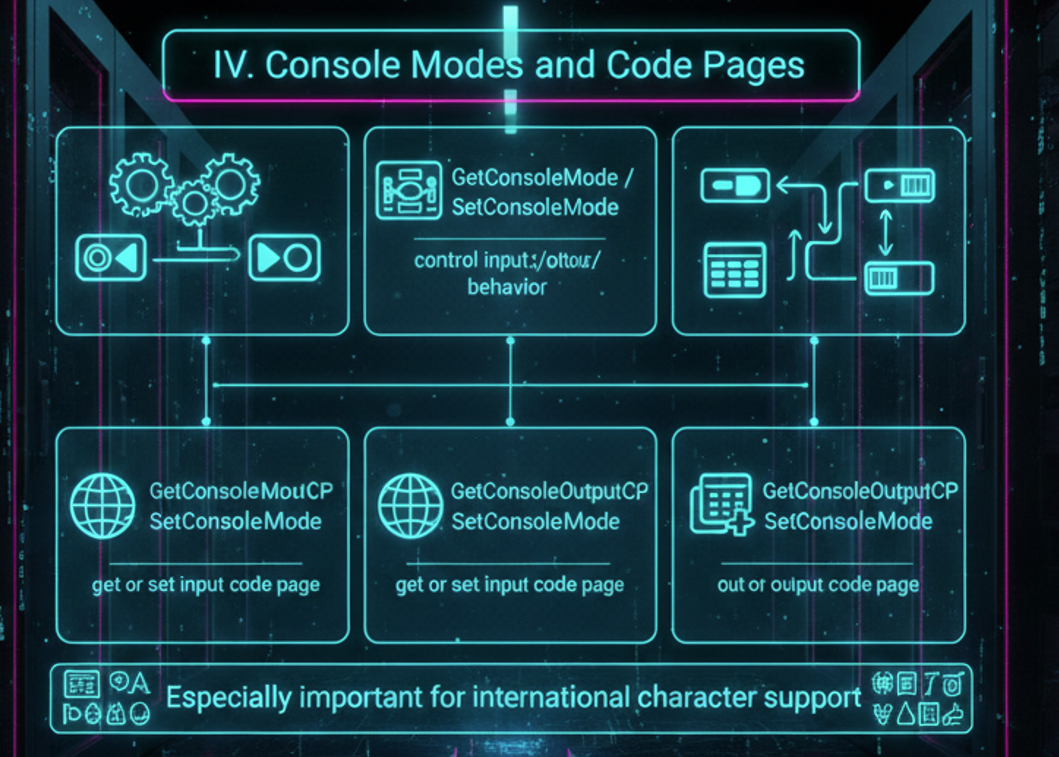 IV. Console Modes and Code Pages
GetConsoleMode /
SetConsoleMode
control input
behavior
SetConsoleMode
get or set input code page
GetConsoleOutputCP
SetConsoleMode
get or set input code page
GetConsoleOutputCP
SetConsoleMode
out or output code page
Especially important for international character support